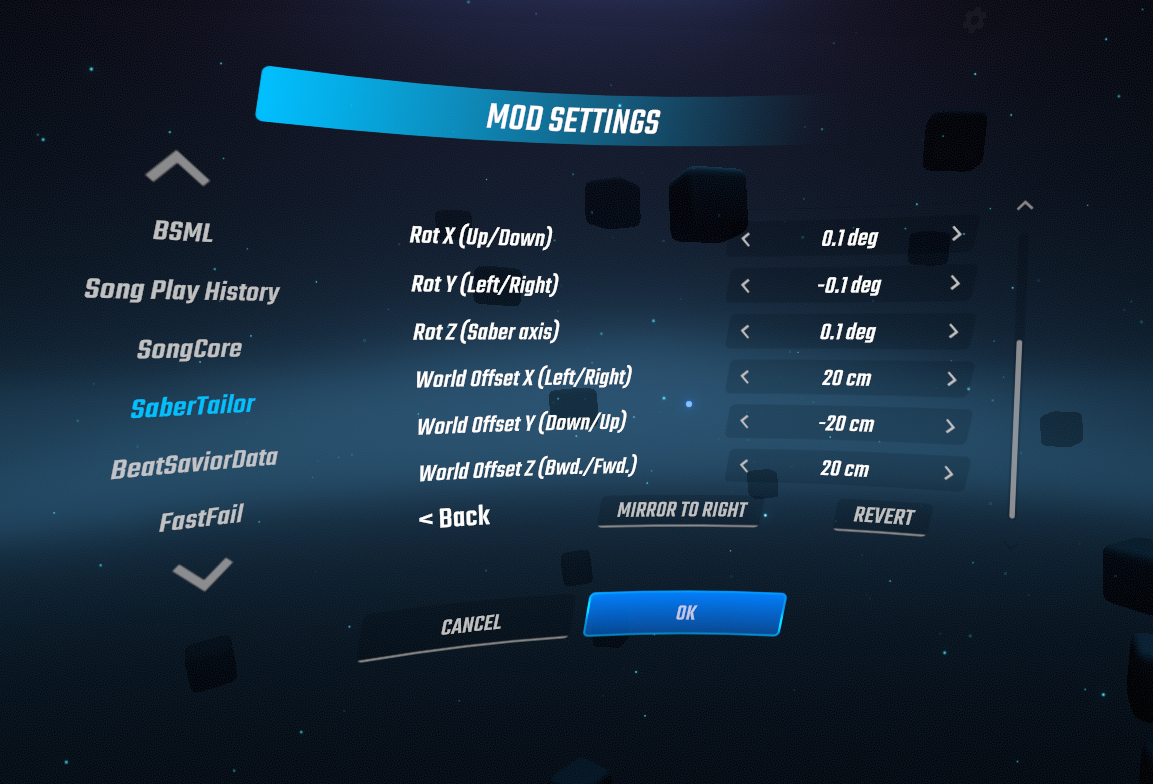 MOD SETTINGS
BSML
Song Play History
SongCore
SaberTailor
BeatSaviorData
FastFail
Rot X (Up/Down)
< 0.1 deg >
Rot Y (Left/Right)
< -0.1 deg >
Rot Z (Saber axis)
< 0.1 deg >
World Offset X (Left/Right)
< 20 cm >
World Offset Y (Down/Up)
< -20 cm >
World Offset Z (Bwd./Fwd.)
< 20 cm >
< Back
MIRROR TO RIGHT
REVERT
CANCEL
OK